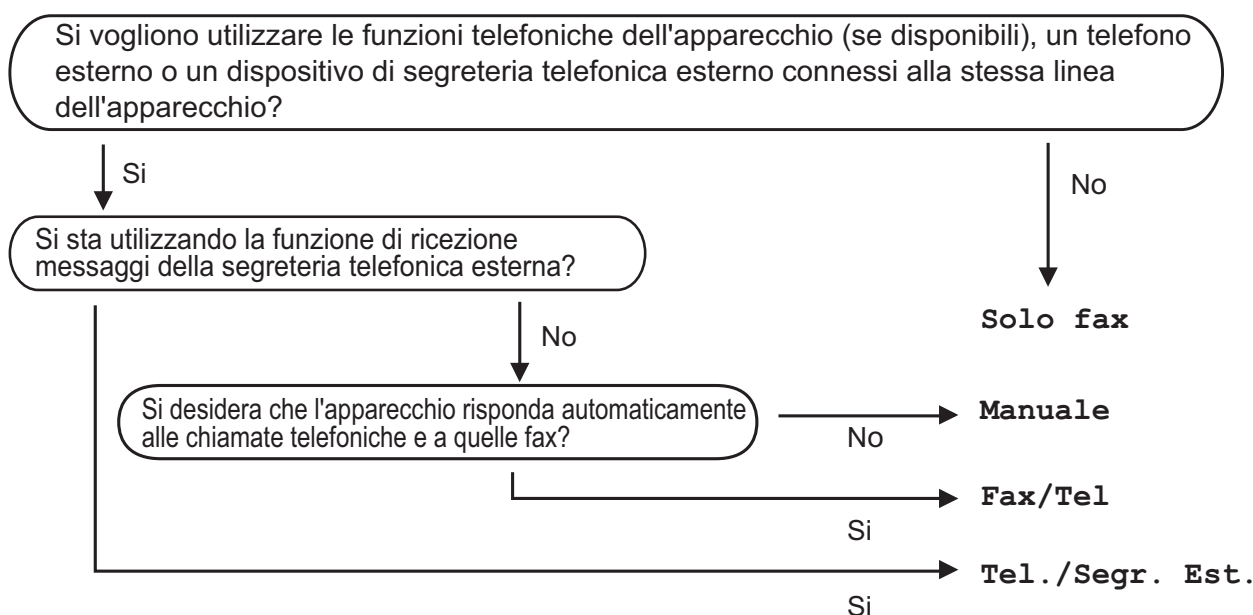 Si vogliono utilizzare le funzioni telefoniche dell'apparecchio (se disponibili), un telefono
esterno o un dispositivo di segreteria telefonica esterno connessi alla stessa linea
dell'apparecchio?
Si
No
Si sta utilizzando la funzione di ricezione
messaggi della segreteria telefonica esterna?
Solo fax
No
Si desidera che l'apparecchio risponda automaticamente
alle chiamate telefoniche e a quelle fax?
No
Manuale
Fax/Tel
Si
Tel./Segr. Est.
Si